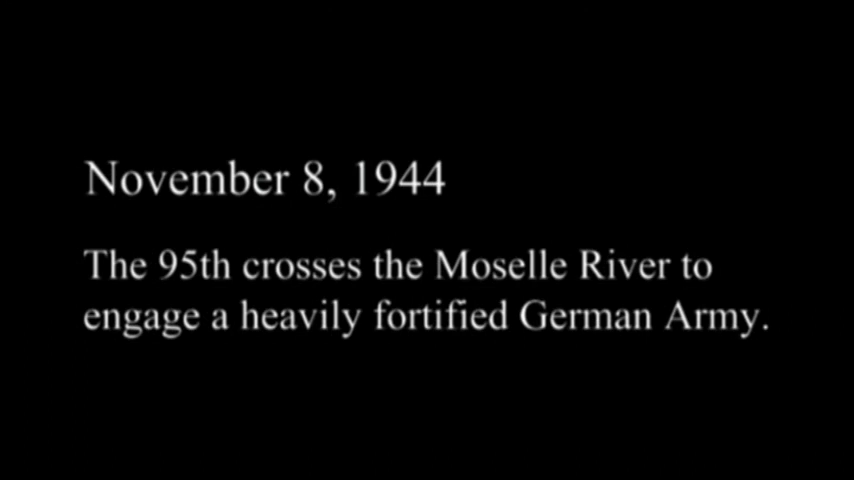 November 8, 1944
The 95th crosses the Moselle River to
engage a heavily fortified German Army.